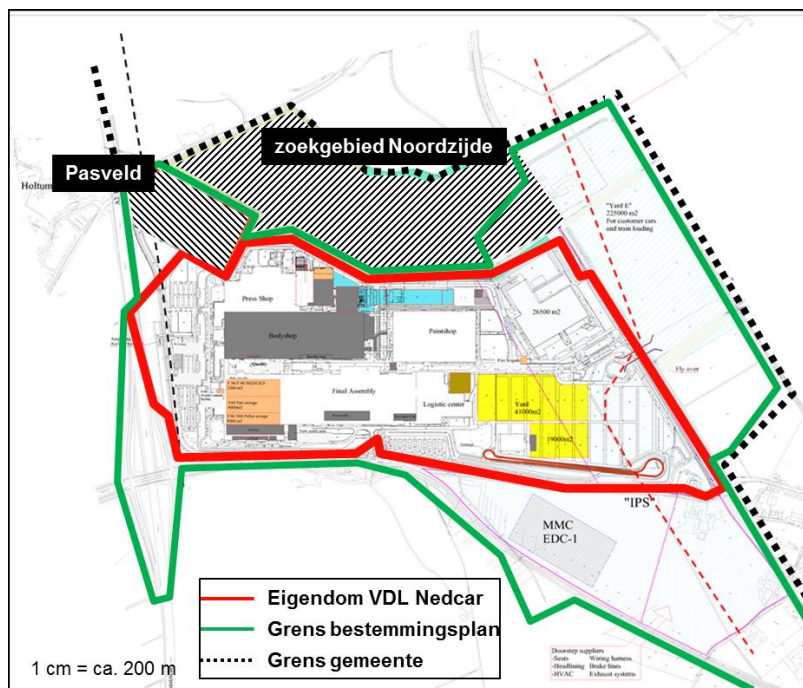 zoekgebied Noordzijde
Pasveld
Holtum
"Yard E"
225000 m2
For customer cars
and train loading
Press Shop
26500 m2
Bodyshop
Paintshop
(Quality)
Fly over
Final Assembly
Logistic center
Yard
41000m2
19000m2
"IPS"
MMC
EDC-1
Eigendom VDL Nedcar
Grens bestemmingsplan
Grens gemeente
1 cm = ca. 200 m
Doorstep suppliers
-Seats Wiring harness
-Headlining Brake lines
-HVAC Exhaust systems